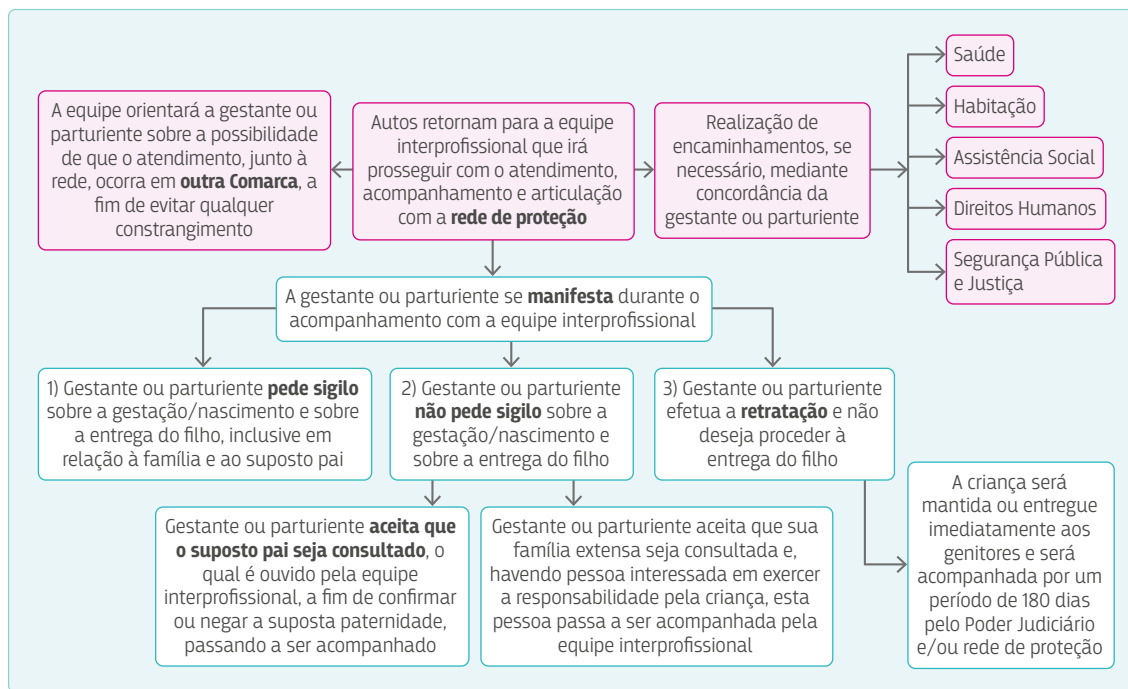 A equipe orientará a gestante ou
parturiente sobre a possibilidade
de que o atendimento, junto à
rede, ocorra em outra Comarca, a
fim de evitar qualquer
constrangimento
Autos retornam para a equipe
interprofissional que irá
prosseguir com o atendimento,
acompanhamento e articulação
com a rede de proteção
Realização de
encaminhamentos, se
necessário, mediante
concordância da
gestante ou parturiente
Saúde
Habitação
Assistência Social
Direitos Humanos
Segurança Pública
e Justiça
A gestante ou parturiente se manifesta durante o
acompanhamento com a equipe interprofissional
1) Gestante ou parturiente pede sigilo
sobre a gestação/nascimento e sobre
a entrega do filho, inclusive em
relação à família e ao suposto pai
2) Gestante ou parturiente
não pede sigilo sobre a
gestação/nascimento e
sobre a entrega do filho
3) Gestante ou parturiente
efetua a retratação e não
deseja proceder à
entrega do filho
Gestante ou parturiente aceita que
o suposto pai seja consultado, o
qual é ouvido pela equipe
interprofissional, a fim de confirmar
ou negar a suposta paternidade,
passando a ser acompanhado
Gestante ou parturiente aceita que sua
família extensa seja consultada e,
havendo pessoa interessada em exercer
a responsabilidade pela criança, esta
pessoa passa a ser acompanhada pela
equipe interprofissional
A criança será
mantida ou entregue
imediatamente aos
genitores e será
acompanhada por um
período de 180 dias
pelo Poder Judiciário
e/ou rede de proteção